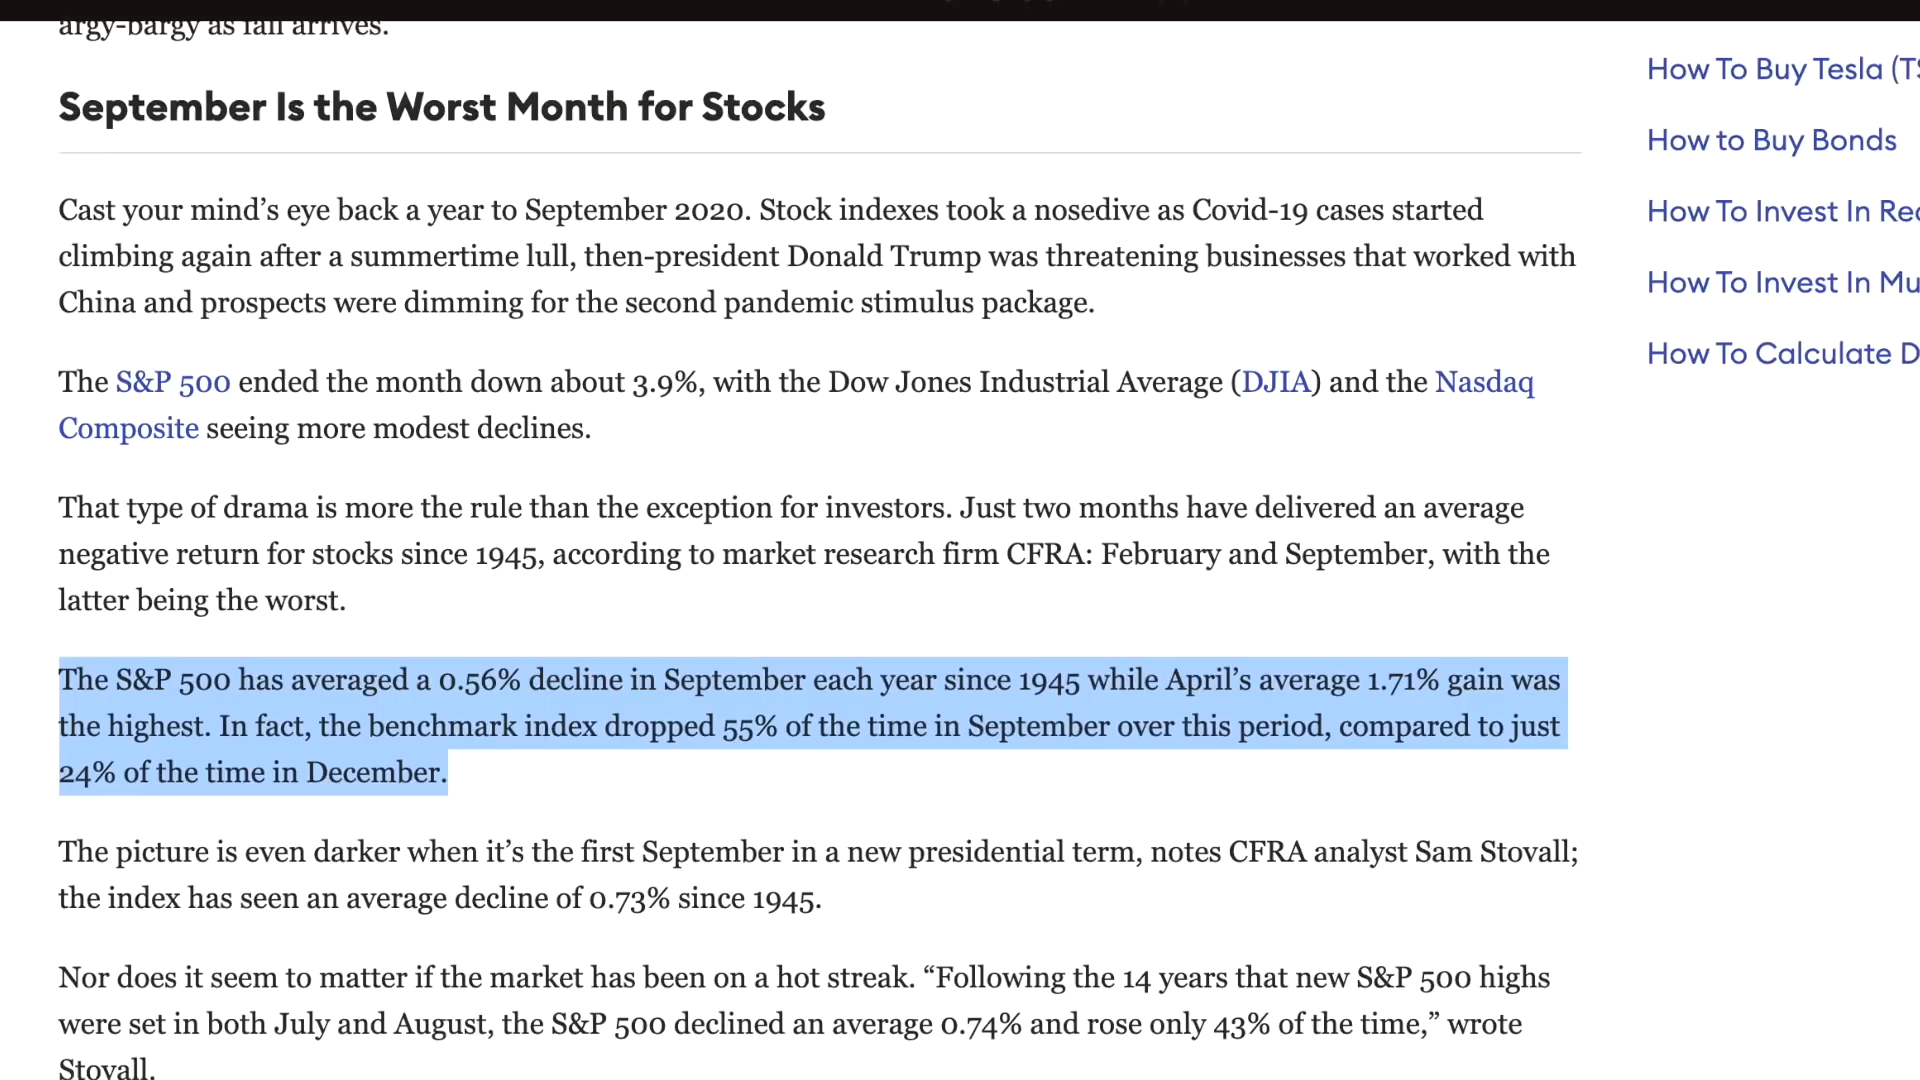 argy-bargy as fall arrives.
September Is the Worst Month for Stocks
Cast your mind’s eye back a year to September 2020. Stock indexes took a nosedive as Covid-19 cases started
climbing again after a summertime lull, then-president Donald Trump was threatening businesses that worked with
China and prospects were dimming for the second pandemic stimulus package.
The S&P 500 ended the month down about 3.9%, with the Dow Jones Industrial Average (DJIA) and the Nasdaq
Composite seeing more modest declines.
That type of drama is more the rule than the exception for investors. Just two months have delivered an average
negative return for stocks since 1945, according to market research firm CFRA: February and September, with the
latter being the worst.
The S&P 500 has averaged a 0.56% decline in September each year since 1945 while April’s average 1.71% gain was
the highest. In fact, the benchmark index dropped 55% of the time in September over this period, compared to just
24% of the time in December.
The picture is even darker when it’s the first September in a new presidential term, notes CFRA analyst Sam Stovall;
the index has seen an average decline of 0.73% since 1945.
Nor does it seem to matter if the market has been on a hot streak. “Following the 14 years that new S&P 500 highs
were set in both July and August, the S&P 500 declined an average 0.74% and rose only 43% of the time,” wrote
Stovall.
How To Buy Tesla (TS
How to Buy Bonds
How To Invest In Rea
How To Invest In Mu
How To Calculate D